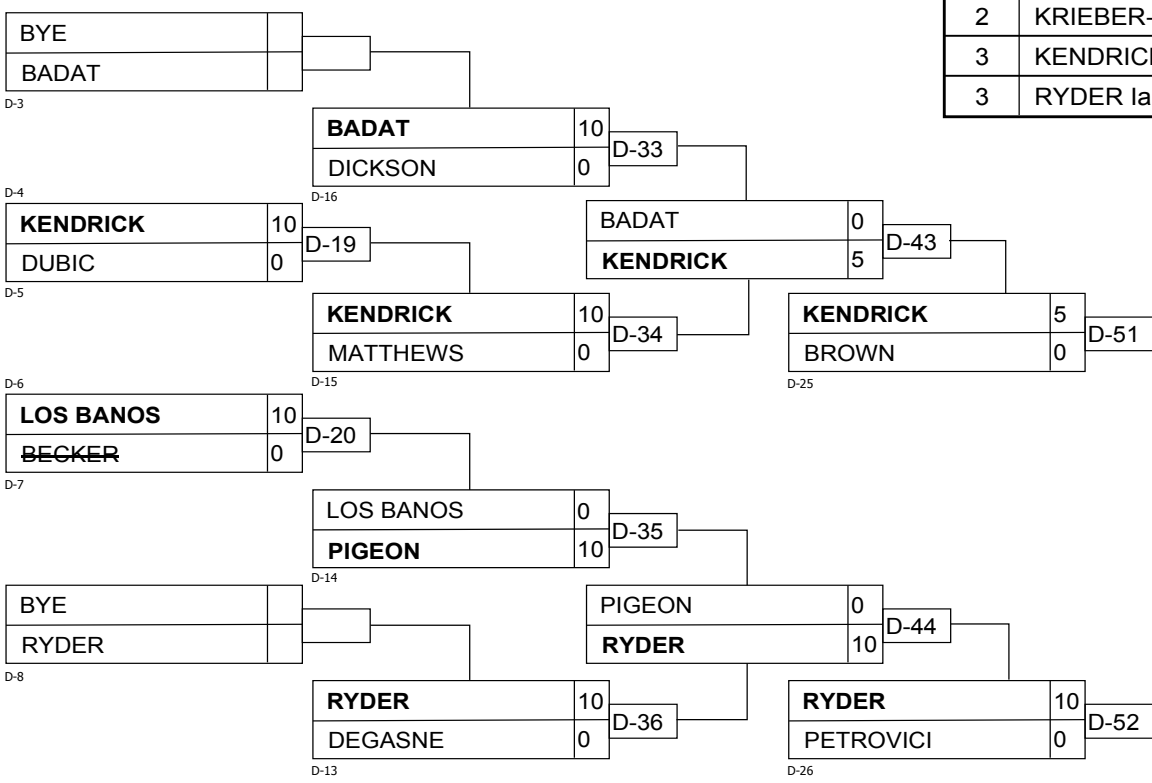 2 KRIEBER-
3 KENDRICK
3 RYDER Ia
BYE
BADAT
D-3
BADAT 10
DICKSON 0
D-33
D-16
D-4
KENDRICK 10
DUBIC 0
D-19
D-5
BADAT 0
KENDRICK 5
D-43
KENDRICK 10
MATTHEWS 0
D-34
D-15
KENDRICK 5
BROWN 0
D-51
D-25
D-6
LOS BANOS 10
BECKER 0
D-20
D-7
LOS BANOS 0
PIGEON 10
D-35
D-14
BYE
RYDER
D-8
PIGEON 0
RYDER 10
D-44
RYDER 10
DEGASNE 0
D-36
D-13
RYDER 10
PETROVICI 0
D-52
D-26